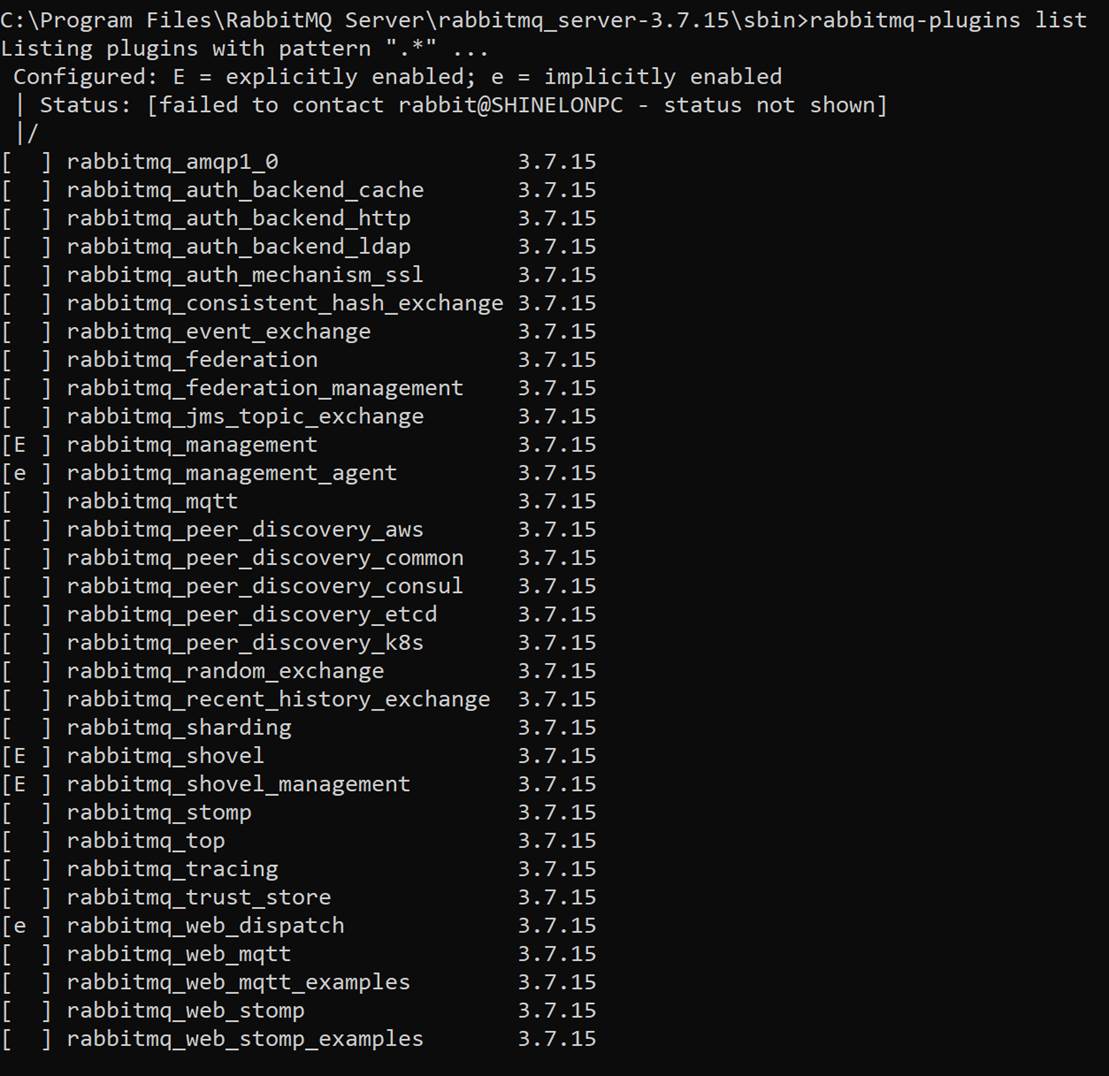 C:\Program Files\RabbitMQ Server\rabbitmq_server-3.7.15\sbin>rabbitmq-plugins list
Listing plugins with pattern ".*" ...
 Configured: E = explicitly enabled; e = implicitly enabled
 | Status: [failed to contact rabbit@SHINELONPC - status not shown]
 |/
[  ] rabbitmq_amqp1_0                  3.7.15
[  ] rabbitmq_auth_backend_cache       3.7.15
[  ] rabbitmq_auth_backend_http        3.7.15
[  ] rabbitmq_auth_backend_ldap        3.7.15
[  ] rabbitmq_auth_mechanism_ssl       3.7.15
[  ] rabbitmq_consistent_hash_exchange 3.7.15
[  ] rabbitmq_event_exchange           3.7.15
[  ] rabbitmq_federation               3.7.15
[  ] rabbitmq_federation_management    3.7.15
[  ] rabbitmq_jms_topic_exchange       3.7.15
[E ] rabbitmq_management               3.7.15
[e ] rabbitmq_management_agent         3.7.15
[  ] rabbitmq_mqtt                     3.7.15
[  ] rabbitmq_peer_discovery_aws       3.7.15
[  ] rabbitmq_peer_discovery_common    3.7.15
[  ] rabbitmq_peer_discovery_consul    3.7.15
[  ] rabbitmq_peer_discovery_etcd      3.7.15
[  ] rabbitmq_peer_discovery_k8s       3.7.15
[  ] rabbitmq_random_exchange          3.7.15
[  ] rabbitmq_recent_history_exchange  3.7.15
[  ] rabbitmq_sharding                 3.7.15
[E ] rabbitmq_shovel                   3.7.15
[E ] rabbitmq_shovel_management        3.7.15
[  ] rabbitmq_stomp                    3.7.15
[  ] rabbitmq_top                      3.7.15
[  ] rabbitmq_tracing                  3.7.15
[  ] rabbitmq_trust_store              3.7.15
[e ] rabbitmq_web_dispatch             3.7.15
[  ] rabbitmq_web_mqtt                 3.7.15
[  ] rabbitmq_web_mqtt_examples        3.7.15
[  ] rabbitmq_web_stomp                3.7.15
[  ] rabbitmq_web_stomp_examples       3.7.15